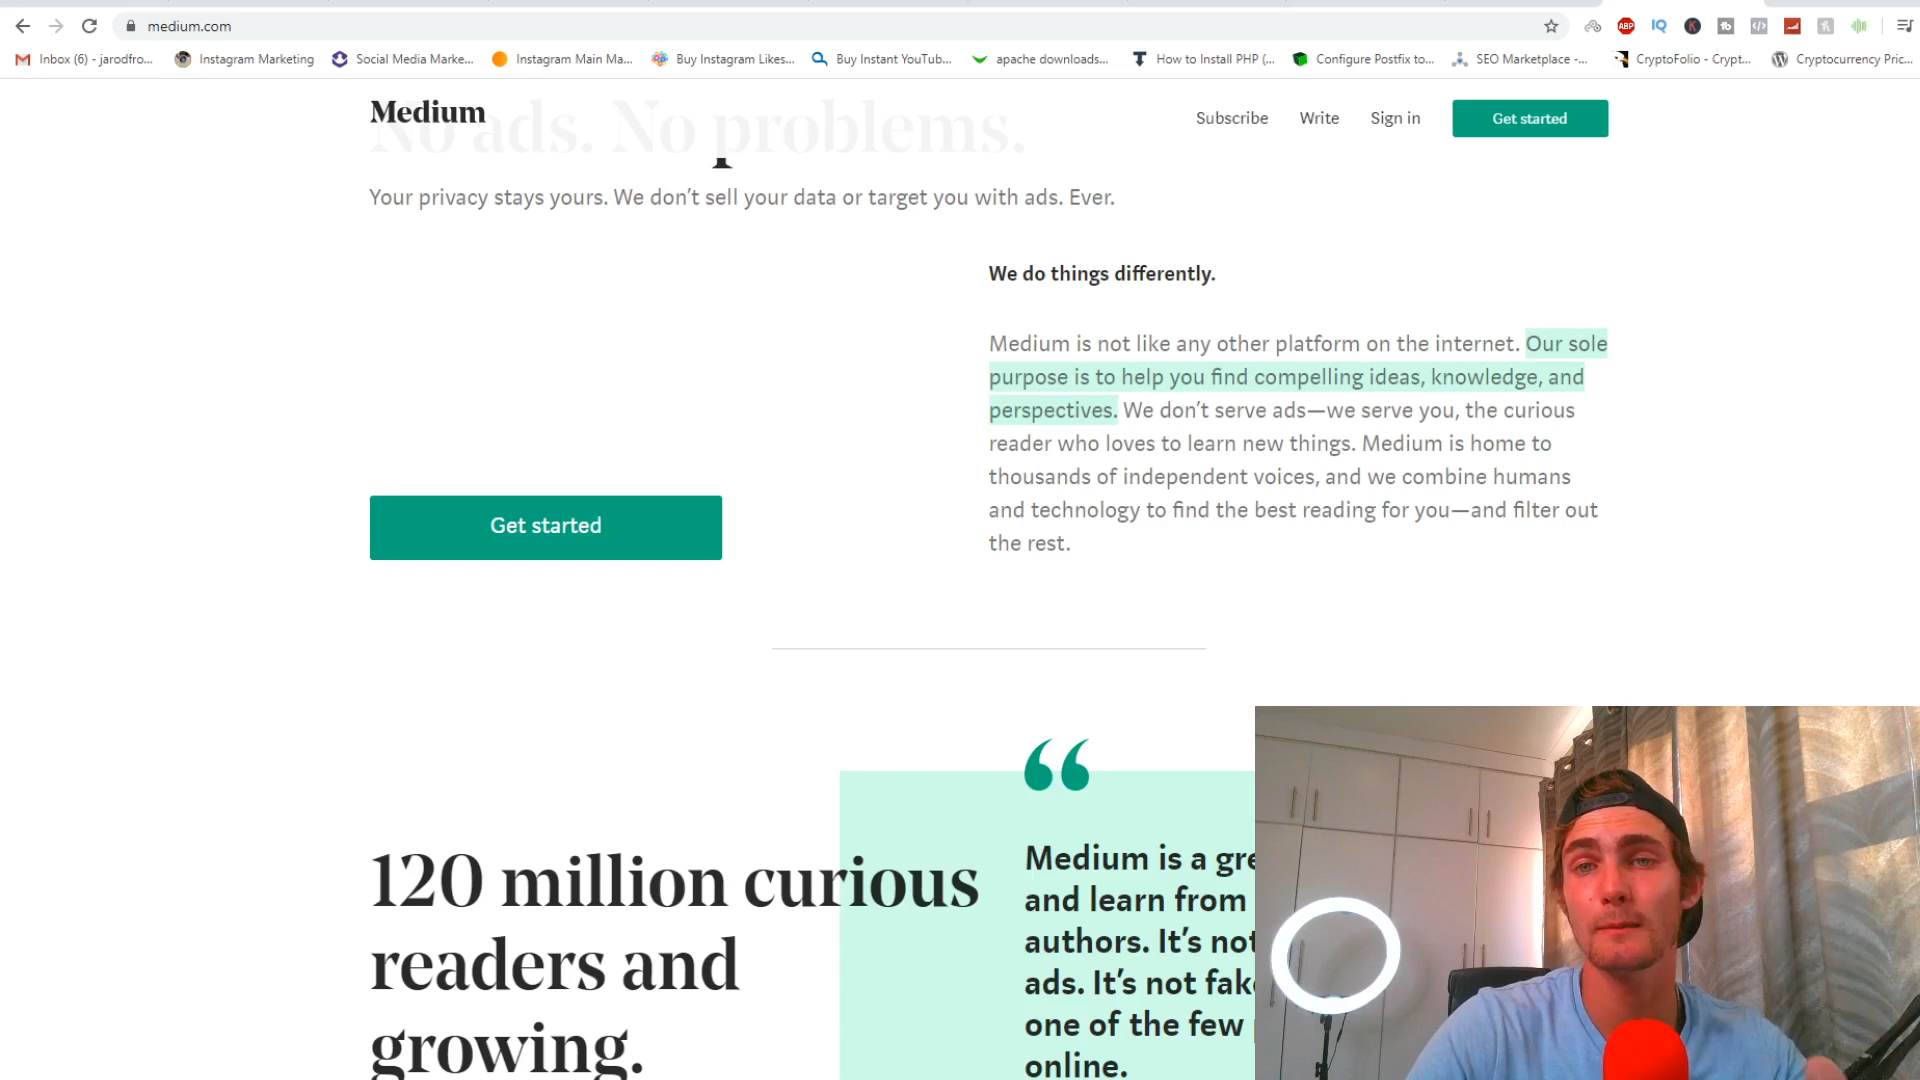 medium.com
ABP
IQ
Inbox (6) - jarodfro...
Instagram Marketing
Social Media Marke...
Instagram Main Ma...
Buy Instagram Likes...
Buy Instant YouTub...
apache downloads...
How to Install PHP (...
Configure Postfix to...
SEO Marketplace -...
CryptoFolio - Crypt...
Cryptocurrency Pric...
Medium
Subscribe
Write
Sign in
Get started
No ads. No problems.
Your privacy stays yours. We don’t sell your data or target you with ads. Ever.
We do things differently.
Medium is not like any other platform on the internet. Our sole
purpose is to help you find compelling ideas, knowledge, and
perspectives. We don’t serve ads—we serve you, the curious
reader who loves to learn new things. Medium is home to
thousands of independent voices, and we combine humans
and technology to find the best reading for you—and filter out
the rest.
Get started
120 million curious
readers and
growing.
“
Medium is a gre
and learn from
authors. It’s not
ads. It’s not fak
one of the few
online.